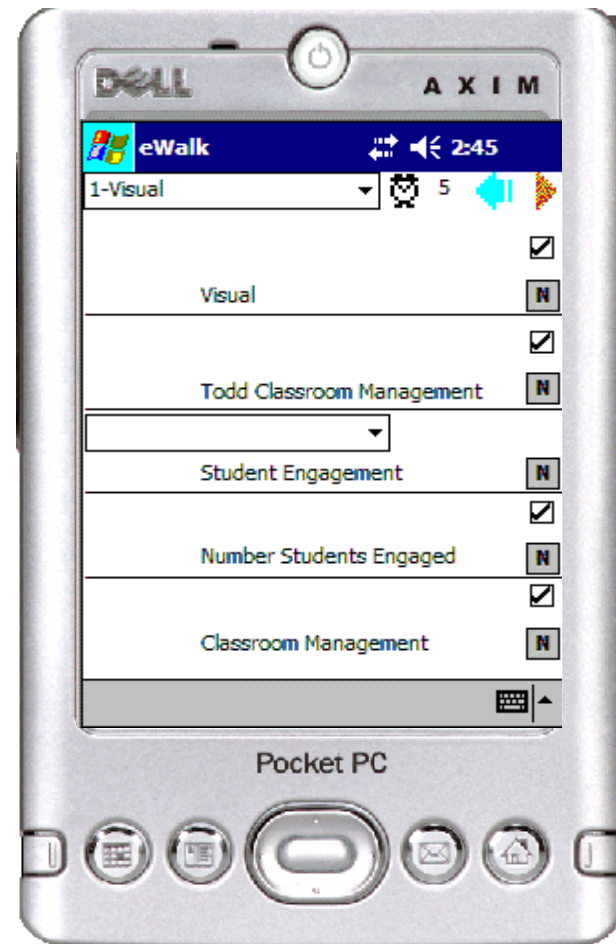 DELL
AXIM
eWalk 2:45
1-Visual 5
Visual
N
Todd Classroom Management
N
Student Engagement
N
Number Students Engaged
N
Classroom Management
N
Pocket PC